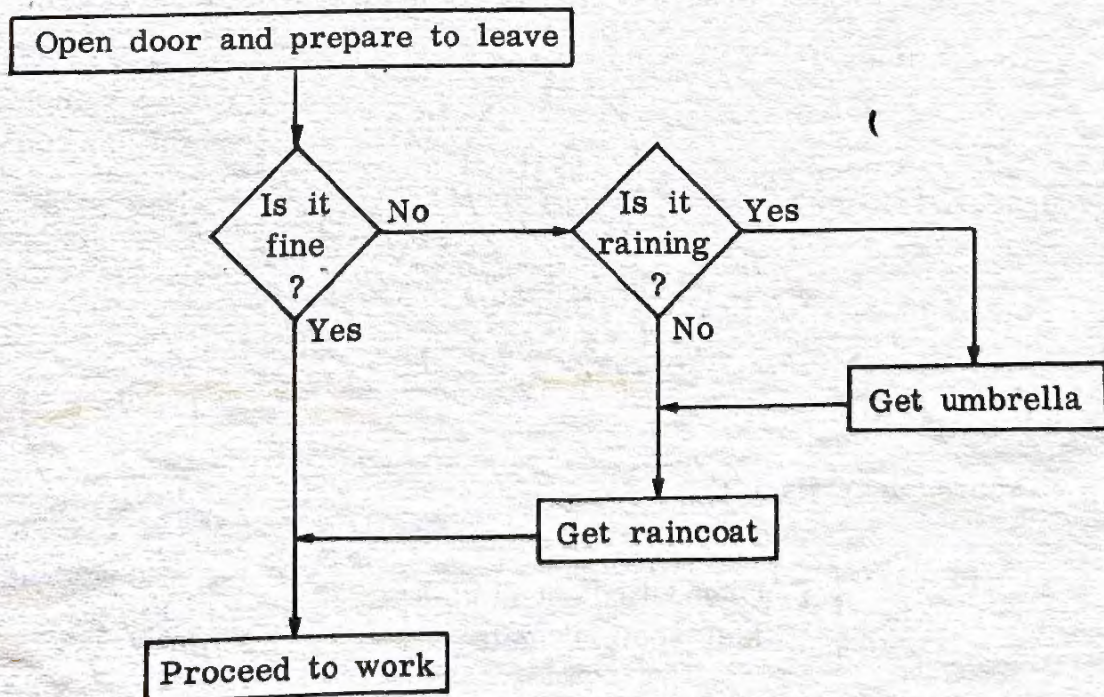 Open door and prepare to leave
Is it
fine
?
No
Yes
Is it
raining
?
Yes
No
Get umbrella
Get raincoat
Proceed to work